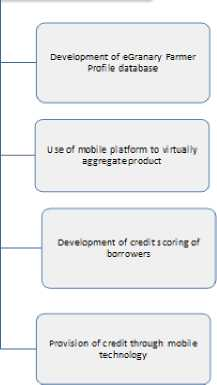 Development of eGranary Farmer
Profile database
Use of mobile platform to virtually
aggregate product
Development of credit scoring of
borrowers
Provision of credit through mobile
technology